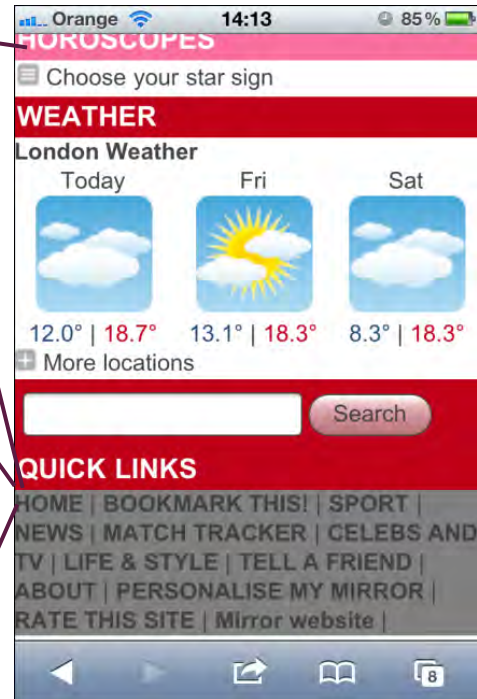 Orange 14:13 85%
HOROSCOPES
Choose your star sign
WEATHER
London Weather
Today Fri Sat
12.0° | 18.7° 13.1° | 18.3° 8.3° | 18.3°
More locations
Search
QUICK LINKS
HOME | BOOKMARK THIS! | SPORT |
NEWS | MATCH TRACKER | CELEBS AND
TV | LIFE & STYLE | TELL A FRIEND |
ABOUT | PERSONALISE MY MIRROR |
RATE THIS SITE | Mirror website |
8